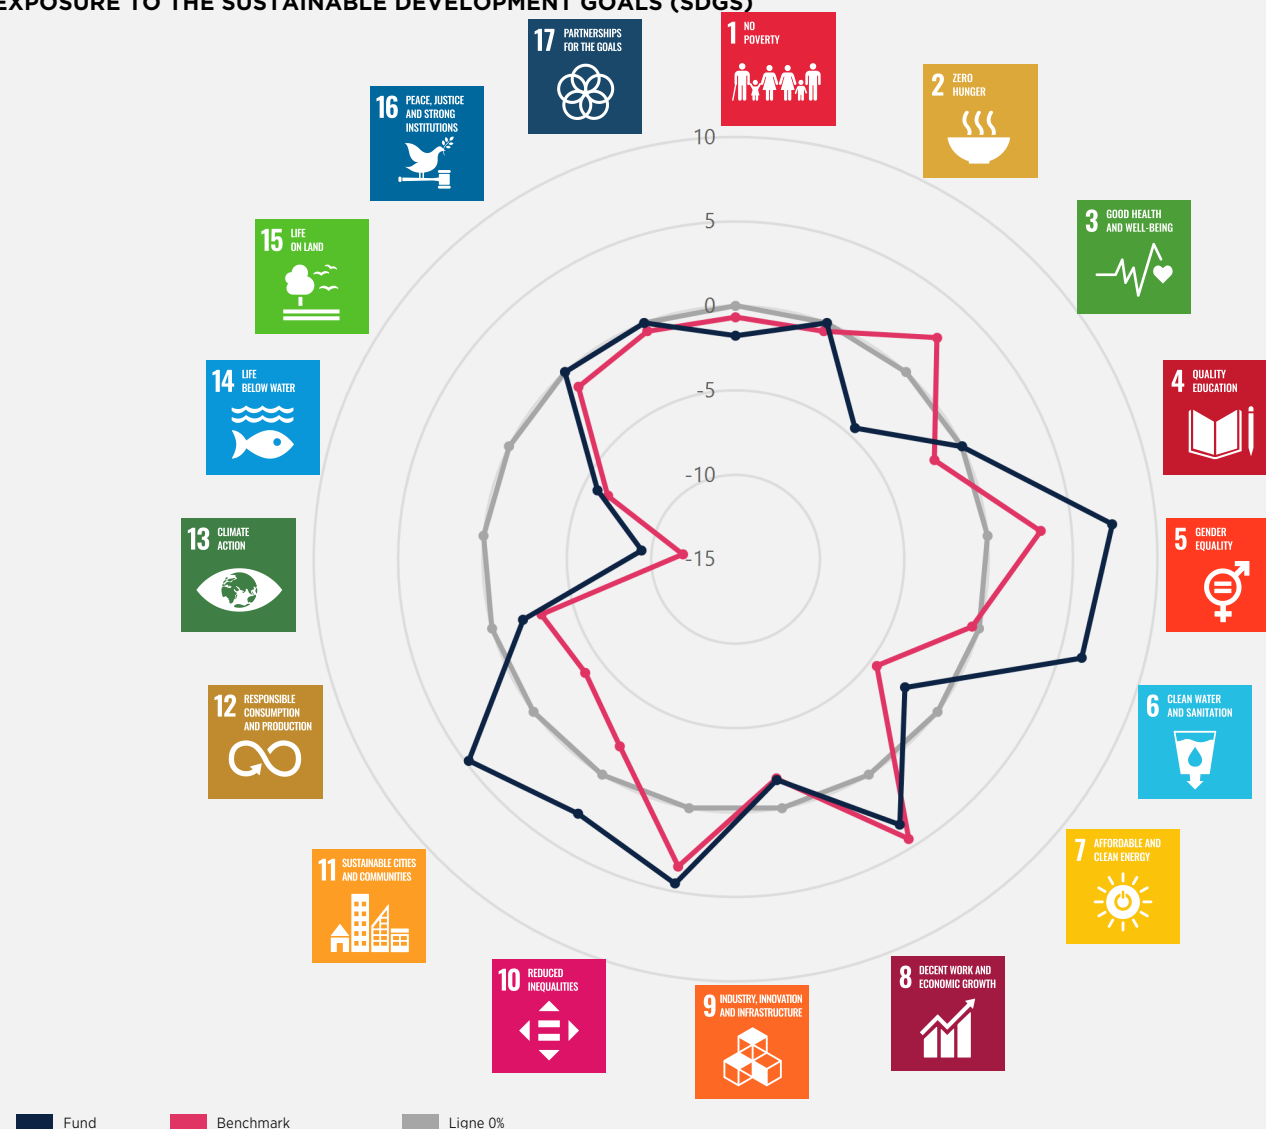 EXPOSURE TO THE SUSTAINABLE DEVELOPMENT GOALS (SDGS)
1 NO
POVERTY
2 ZERO
HUNGER
3 GOOD HEALTH
AND WELL-BEING
4 QUALITY
EDUCATION
5 GENDER
EQUALITY
6 CLEAN WATER
AND SANITATION
7 AFFORDABLE AND
CLEAN ENERGY
8 DECENT WORK AND
ECONOMIC GROWTH
9 INDUSTRY, INNOVATION
AND INFRASTRUCTURE
10 REDUCED
INEQUALITIES
11 SUSTAINABLE CITIES
AND COMMUNITIES
12 RESPONSIBLE
CONSUMPTION
AND PRODUCTION
13 CLIMATE
ACTION
14 LIFE
BELOW WATER
15 LIFE
ON LAND
16 PEACE, JUSTICE
AND STRONG
INSTITUTIONS
17 PARTNERSHIPS
FOR THE GOALS
10
5
0
-5
-10
-15
Fund
Benchmark
Ligne 0%